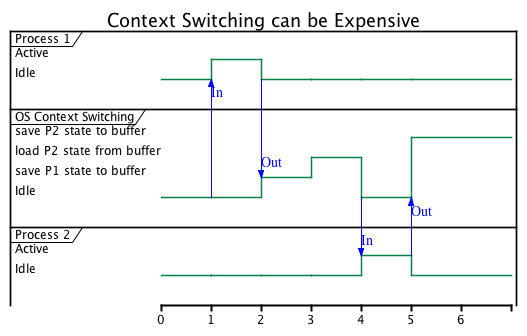 Context Switching can be Expensive
Process 1
Active
Idle
In
OS Context Switching
save P2 state to buffer
load P2 state from buffer
Out
save P1 state to buffer
Idle
Out
Process 2
In
Active
Idle
0 1 2 3 4 5 6